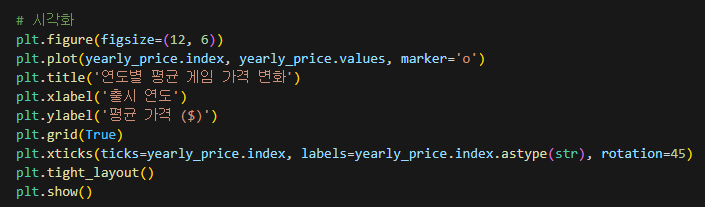 # 시각화
plt.figure(figsize=(12, 6))
plt.plot(yearly_price.index, yearly_price.values, marker='o')
plt.title('연도별 평균 게임 가격 변화')
plt.xlabel('출시 연도')
plt.ylabel('평균 가격 ($)')
plt.grid(True)
plt.xticks(ticks=yearly_price.index, labels=yearly_price.index.astype(str), rotation=45)
plt.tight_layout()
plt.show()